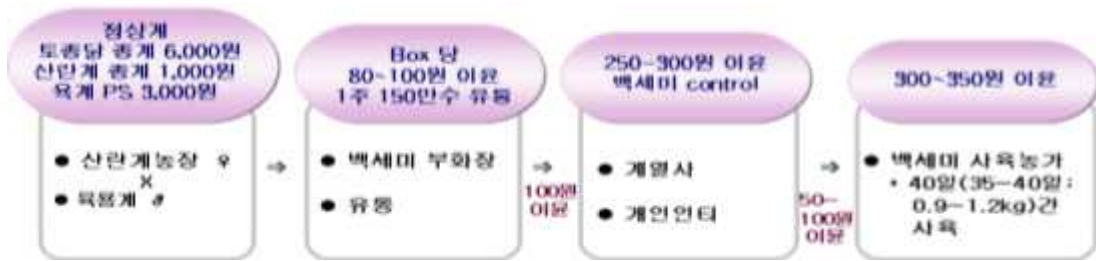 정상계
토종닭 종계 6,000원
산란계 종계 1,000원
육계 PS 3,000원
● 산란계농장 ♀
×
● 육용계 ♂
⇒
Box 당
80~100원 이윤
1주 150만수 유통
● 백세미 부화장
● 유통
⇒
100원
이윤
250~300원 이윤
백세미 control
● 계열사
● 개인인티
⇒
50~
100원
이윤
300~350원 이윤
● 백세미 사육농가
• 40일(35~40일;
0.9~1.2kg)간
사육